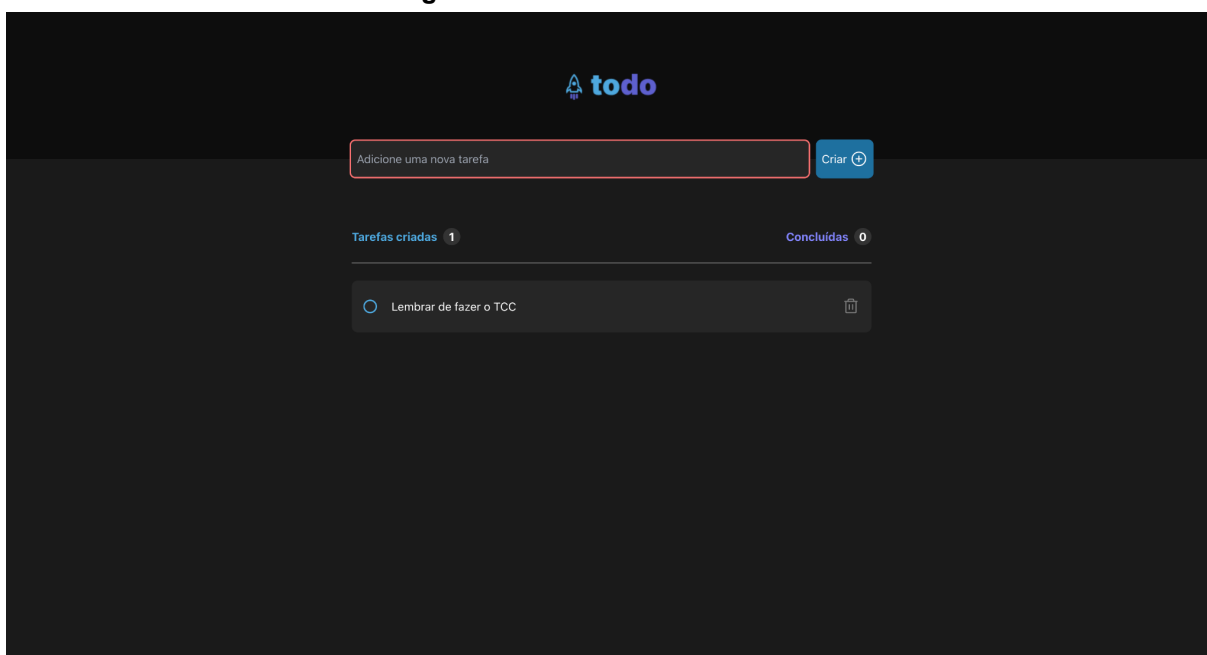 todo
Adicione uma nova tarefa
Criar
Tarefas criadas 1
Concluídas 0
Lembrar de fazer o TCC